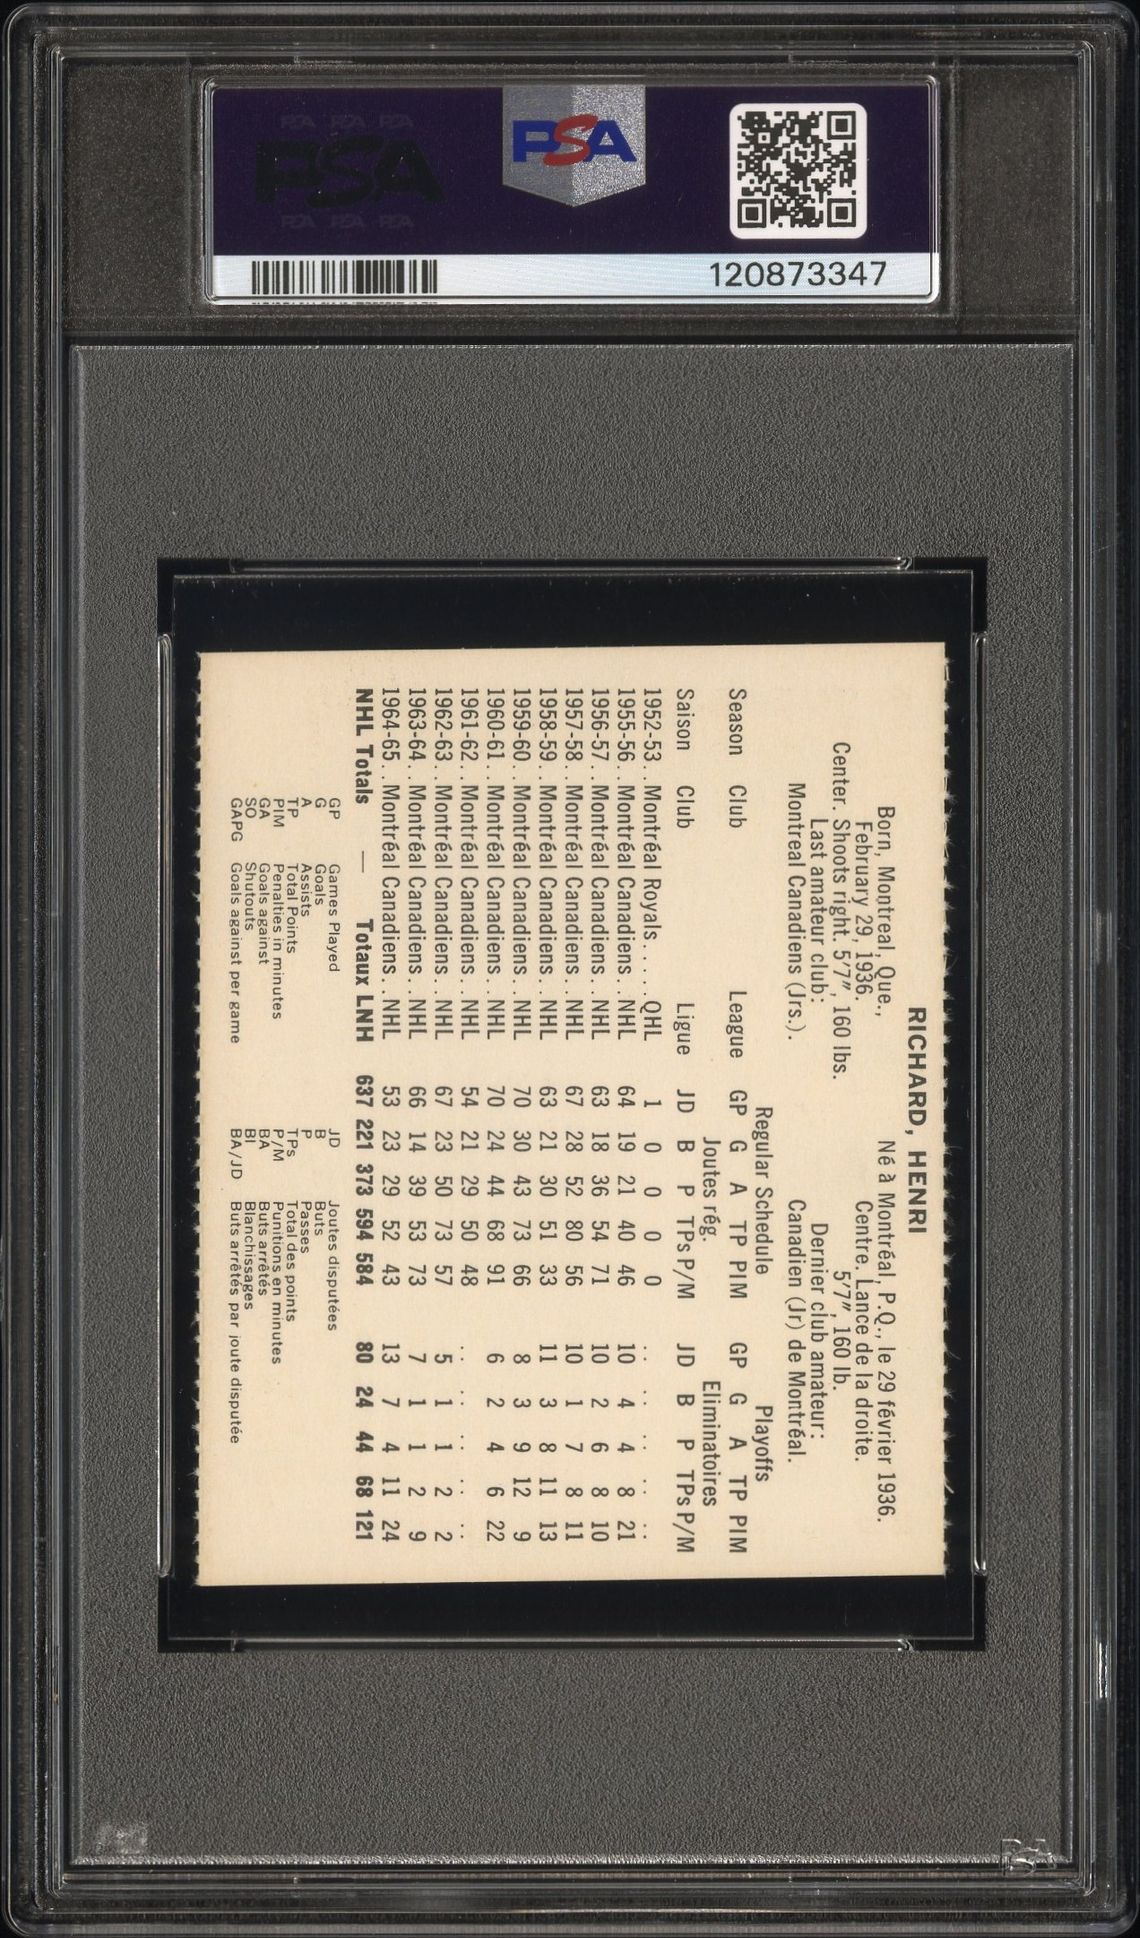 PSA PSA PSA
PSA
PSA PSA PSA
PSA
120873347
RICHARD, HENRI
Born, Montreal, Que.,
February 29, 1936.
Center. Shoots right. 5'7", 160 lbs.
Last amateur club:
Montreal Canadiens (Jrs.).
Né à Montréal, P.Q., le 29 février 1936.
Centre. Lance de la droite.
5'7", 160 lb.
Dernier club amateur:
Canadien (Jr) de Montréal.
Regular Schedule Playoffs
Season Club League GP G A TP PIM GP G A TP PIM
Joutes rég. Eliminatoires
Saison Club Ligue JD B P TPs P/M JD B P TPs P/M
1952-53. . Montréal Royals. . . . QHL 1 0 0 0 0 .. .. .. .. ..
1955-56. . Montréal Canadiens. . NHL 64 19 21 40 46 10 4 4 8 21
1956-57. . Montréal Canadiens. . NHL 63 18 36 54 71 10 2 6 8 10
1957-58. . Montréal Canadiens. . NHL 67 28 52 80 56 10 1 7 8 11
1958-59. . Montréal Canadiens. . NHL 63 21 30 51 33 11 3 8 11 13
1959-60. . Montréal Canadiens. . NHL 70 30 43 73 66 8 3 9 12 9
1960-61. . Montréal Canadiens. . NHL 70 24 44 68 91 6 2 4 6 22
1961-62. . Montréal Canadiens. . NHL 54 21 29 50 48 .. .. .. .. ..
1962-63. . Montréal Canadiens. . NHL 67 23 50 73 57 5 1 1 2 2
1963-64. . Montréal Canadiens. . NHL 66 14 39 53 73 7 1 1 2 9
1964-65. . Montréal Canadiens. . NHL 53 23 29 52 43 13 7 4 11 24
NHL Totals — Totaux LNH 637 221 373 594 584 80 24 44 68 121
GP Games Played
G Goals
A Assists
TP Total Points
PIM Penalties in minutes
GA Goals against
SO Shutouts
GAPG Goals against per game
JD Joutes disputées
B Buts
P Passes
TPs Total des points
P/M Punitions en minutes
BA Buts arrêtés
Bl Blanchissages
BA/JD Buts arrêtés par joute disputée
PSA